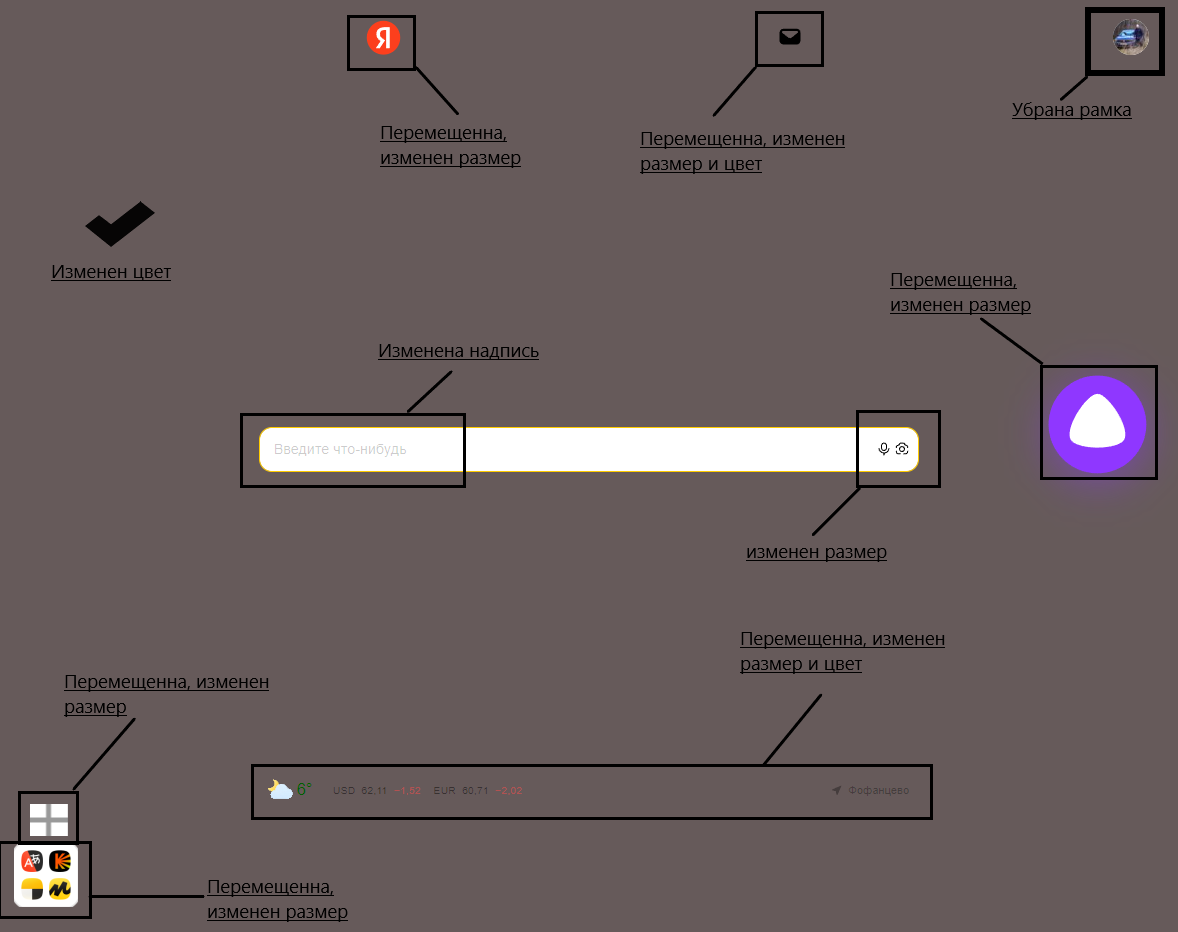 Я
Убрана рамка
Перемещенна,
изменен размер
Перемещенна, изменен
размер и цвет
Изменен цвет
Перемещенна,
изменен размер
Изменена надпись
Введите что-нибудь
изменен размер
Перемещенна, изменен
размер и цвет
Перемещенна, изменен
размер
6° USD 62,11 −1,52 EUR 60,71 −2,02 Фофанцево
Перемещенна,
изменен размер